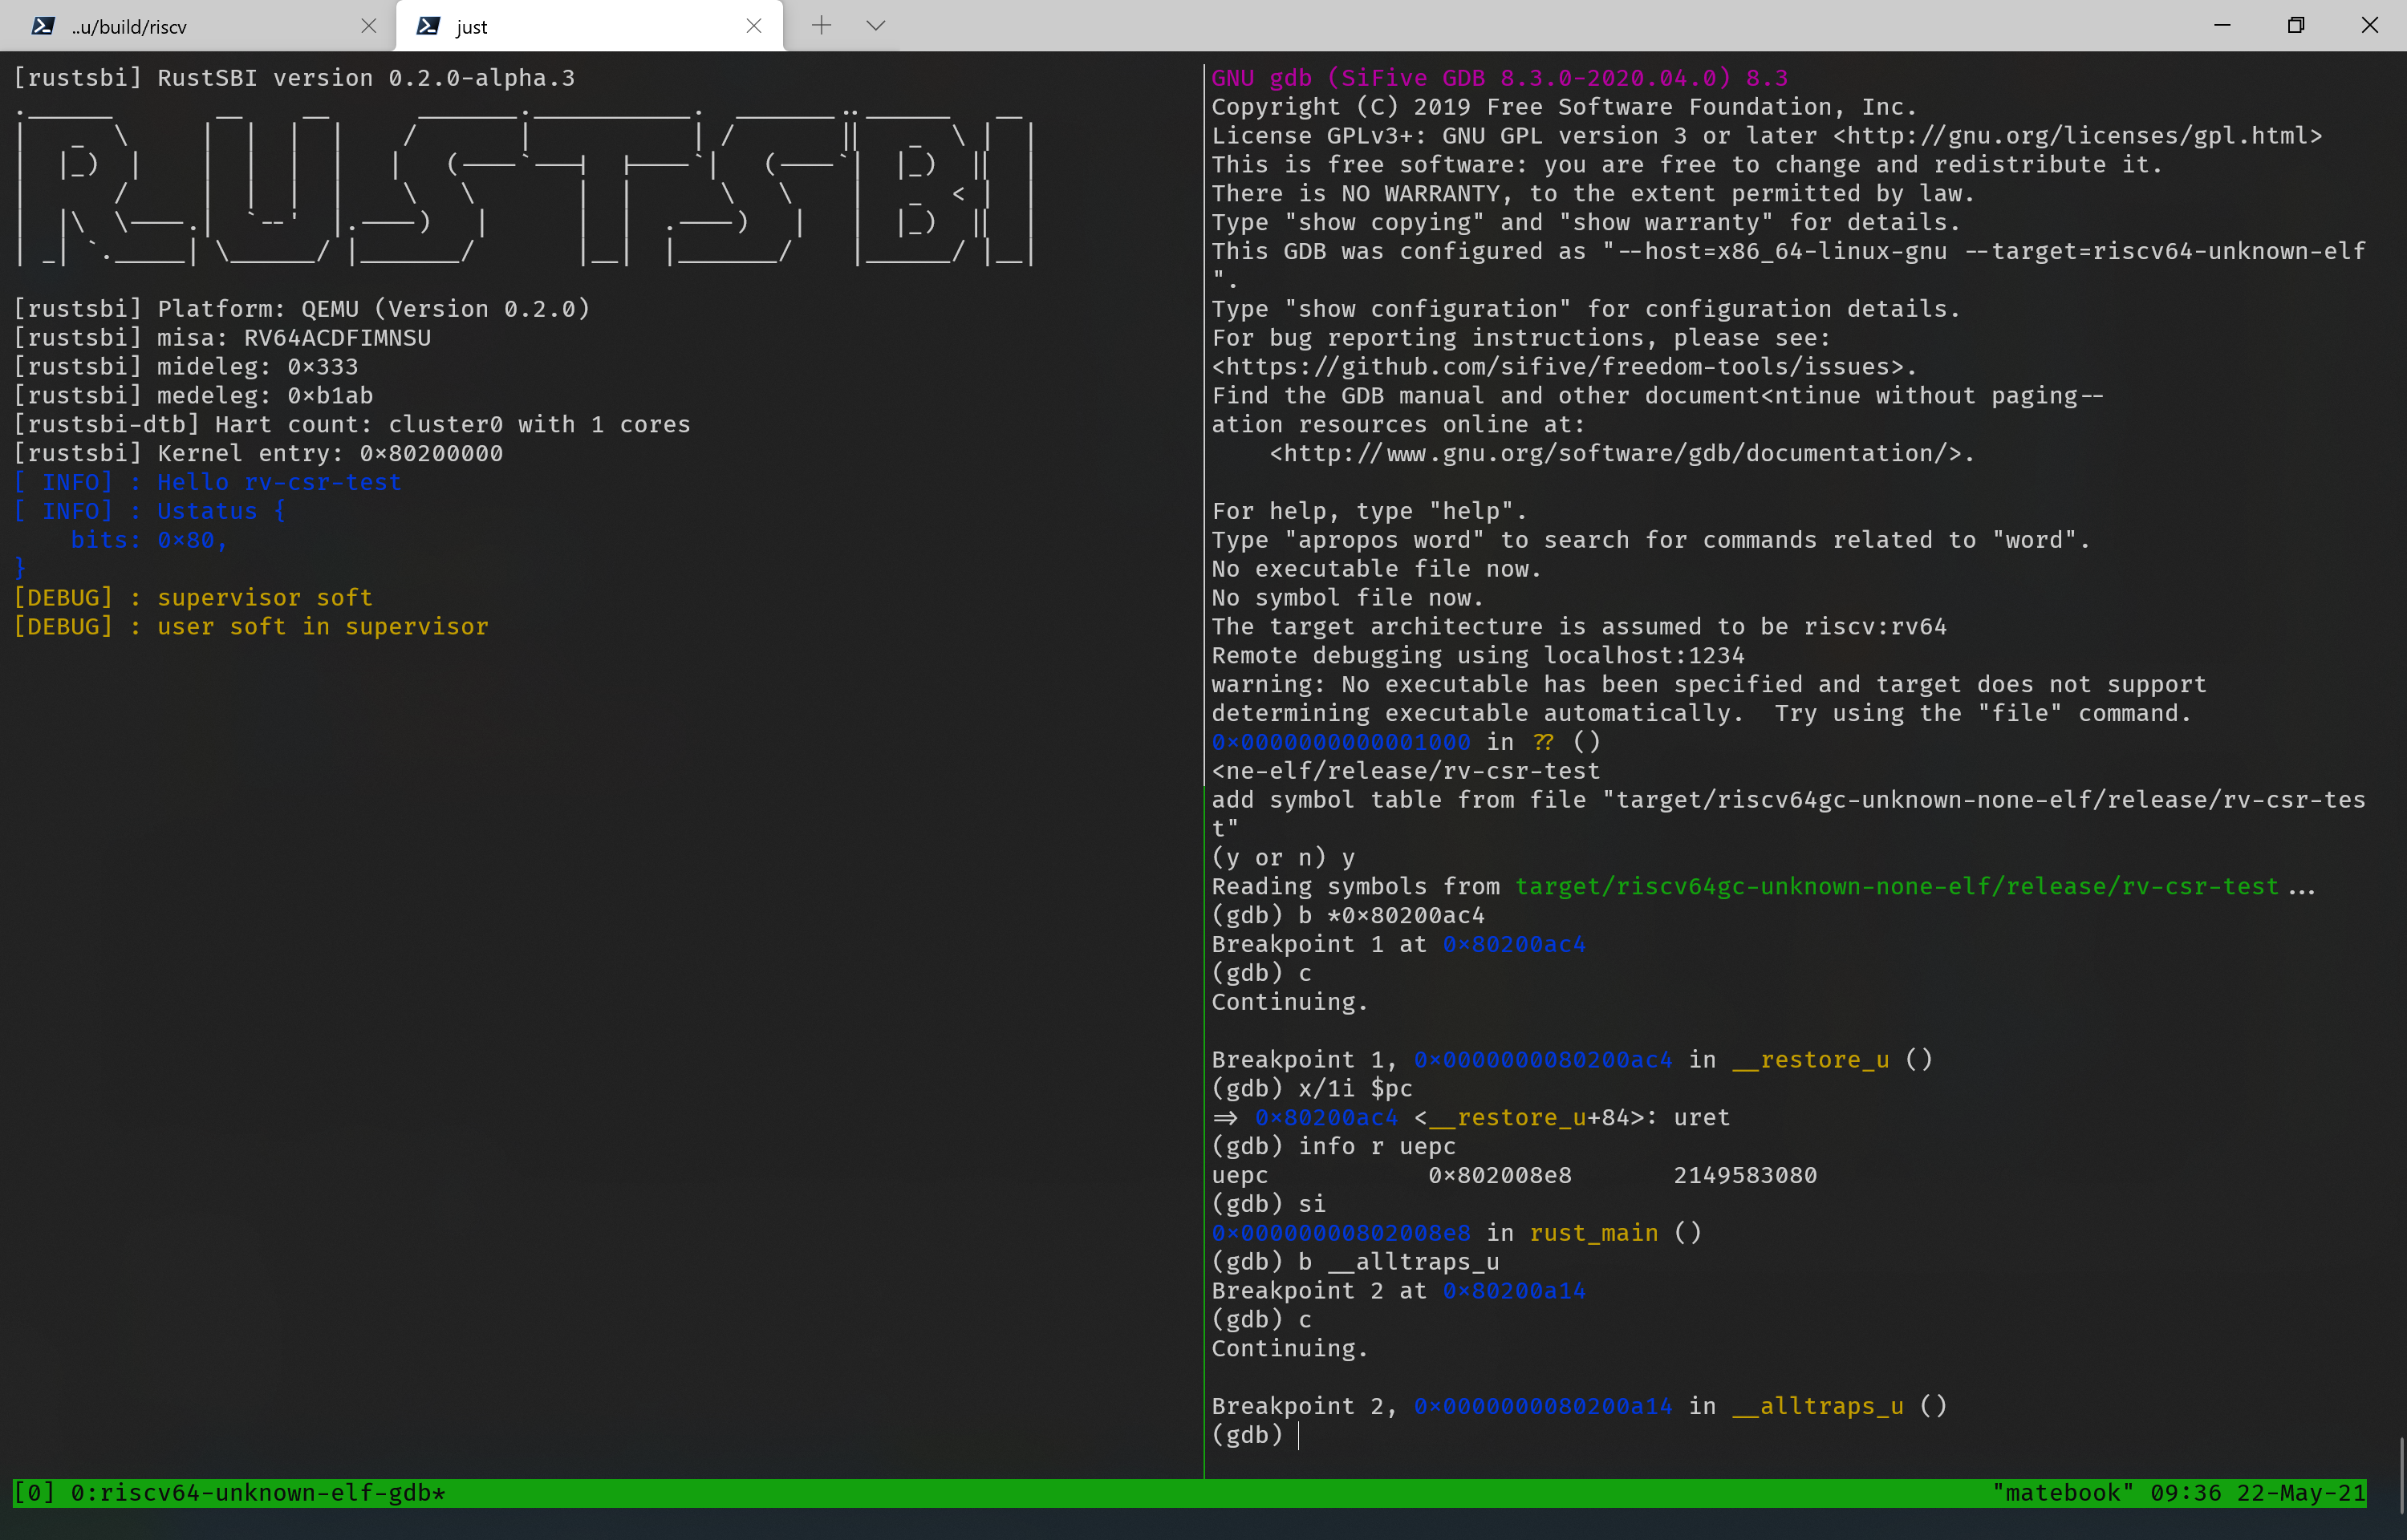 ..u/build/riscv
just
[rustsbi] RustSBI version 0.2.0-alpha.3
RUSTSBI
[rustsbi] Platform: QEMU (Version 0.2.0)
[rustsbi] misa: RV64ACDFIMNSU
[rustsbi] mideleg: 0x333
[rustsbi] medeleg: 0xb1ab
[rustsbi-dtb] Hart count: cluster0 with 1 cores
[rustsbi] Kernel entry: 0x80200000
[ INFO] : Hello rv-csr-test
[ INFO] : Ustatus {
    bits: 0x80,
}
[DEBUG] : supervisor soft
[DEBUG] : user soft in supervisor
GNU gdb (SiFive GDB 8.3.0-2020.04.0) 8.3
Copyright (C) 2019 Free Software Foundation, Inc.
License GPLv3+: GNU GPL version 3 or later <http://gnu.org/licenses/gpl.html>
This is free software: you are free to change and redistribute it.
There is NO WARRANTY, to the extent permitted by law.
Type "show copying" and "show warranty" for details.
This GDB was configured as "--host=x86_64-linux-gnu --target=riscv64-unknown-elf
".
Type "show configuration" for configuration details.
For bug reporting instructions, please see:
<https://github.com/sifive/freedom-tools/issues>.
Find the GDB manual and other document<ntinue without paging--
ation resources online at:
    <http://www.gnu.org/software/gdb/documentation/>.
For help, type "help".
Type "apropos word" to search for commands related to "word".
No executable file now.
No symbol file now.
The target architecture is assumed to be riscv:rv64
Remote debugging using localhost:1234
warning: No executable has been specified and target does not support
determining executable automatically.  Try using the "file" command.
0x0000000000001000 in ?? ()
<ne-elf/release/rv-csr-test
add symbol table from file "target/riscv64gc-unknown-none-elf/release/rv-csr-tes
t"
(y or n) y
Reading symbols from target/riscv64gc-unknown-none-elf/release/rv-csr-test...
(gdb) b *0x80200ac4
Breakpoint 1 at 0x80200ac4
(gdb) c
Continuing.
Breakpoint 1, 0x0000000080200ac4 in __restore_u ()
(gdb) x/1i $pc
=> 0x80200ac4 <__restore_u+84>: uret
(gdb) info r uepc
uepc           0x802008e8       2149583080
(gdb) si
0x00000000802008e8 in rust_main ()
(gdb) b __alltraps_u
Breakpoint 2 at 0x80200a14
(gdb) c
Continuing.
Breakpoint 2, 0x0000000080200a14 in __alltraps_u ()
(gdb)
[0] 0:riscv64-unknown-elf-gdb*
"matebook" 09:36 22-May-21